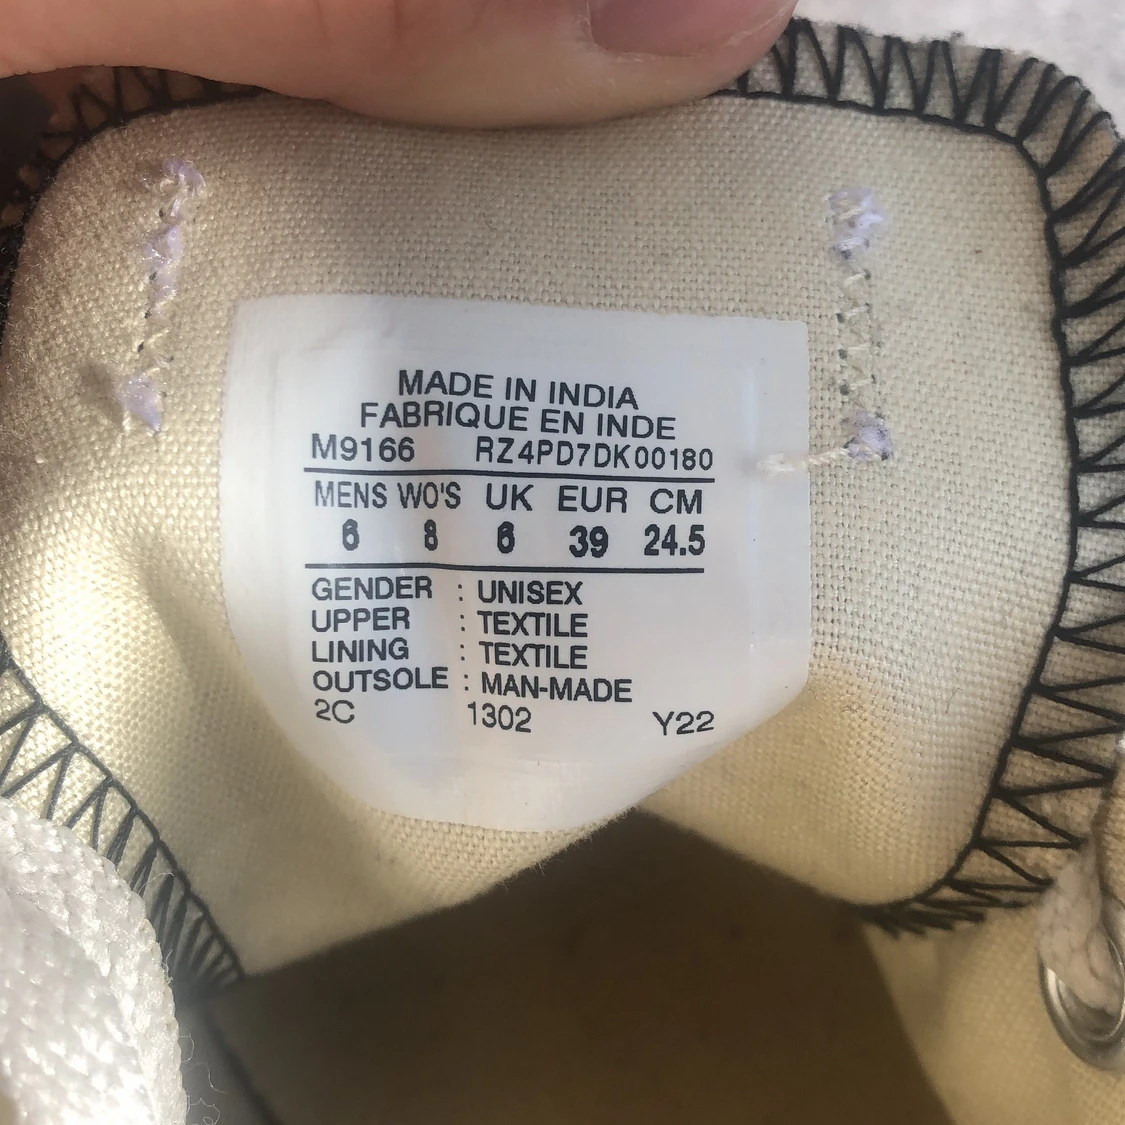 MADE IN INDIA
FABRIQUE EN INDE
M9166 RZ4PD7DK00180
MENS WO'S UK EUR CM
6 8 6 39 24.5
GENDER : UNISEX
UPPER : TEXTILE
LINING : TEXTILE
OUTSOLE : MAN-MADE
2C 1302 Y22